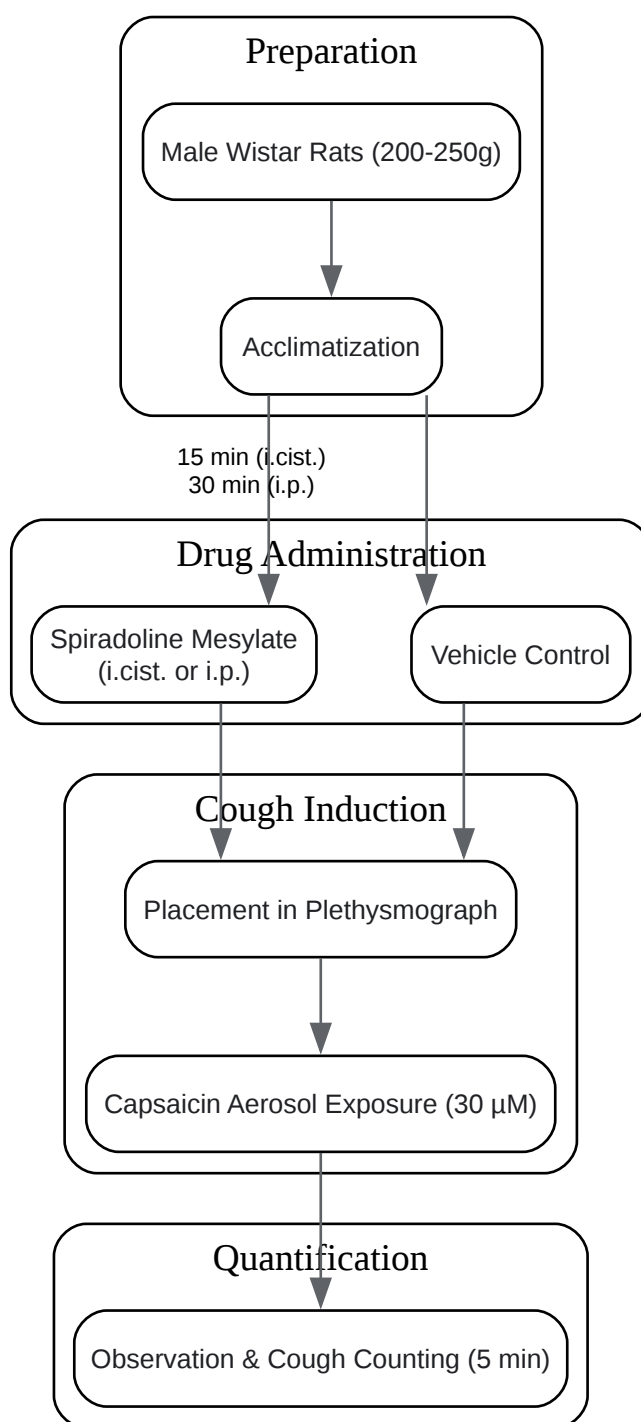 Preparation
Male Wistar Rats (200-250g)
Acclimatization
15 min (i.cist.)
30 min (i.p.)
Drug Administration
Spiradoline Mesylate
(i.cist. or i.p.)
Vehicle Control
Cough Induction
Placement in Plethysmograph
Capsaicin Aerosol Exposure (30 µM)
Quantification
Observation & Cough Counting (5 min)